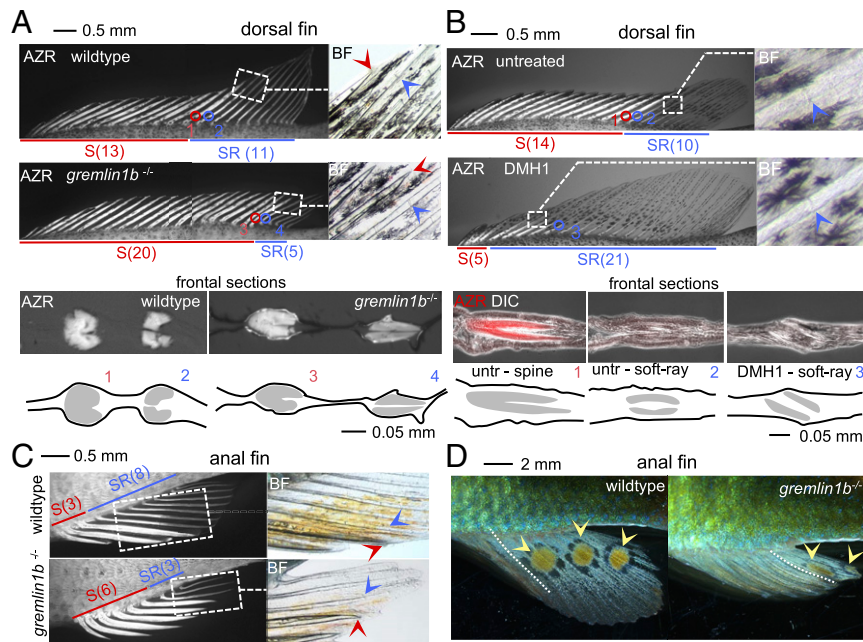 A
0.5 mm
dorsal fin
AZR wildtype
BF
1
2
S(13)
SR (11)
AZR gremlin1b -/-
BF
3
4
S(20)
SR(5)
frontal sections
AZR wildtype
gremlin1b-/-
1
2
3
4
0.05 mm
B
0.5 mm
dorsal fin
AZR untreated
BF
1
2
S(14)
SR(10)
AZR DMH1
BF
3
S(5)
SR(21)
frontal sections
AZR DIC
untr - spine
1
untr - soft-ray
2
DMH1 - soft-ray
3
0.05 mm
C
0.5 mm
anal fin
wildtype
S(3)
SR(8)
BF
gremlin1b -/-
S(6)
SR(3)
BF
D
2 mm
anal fin
wildtype
gremlin1b-/-